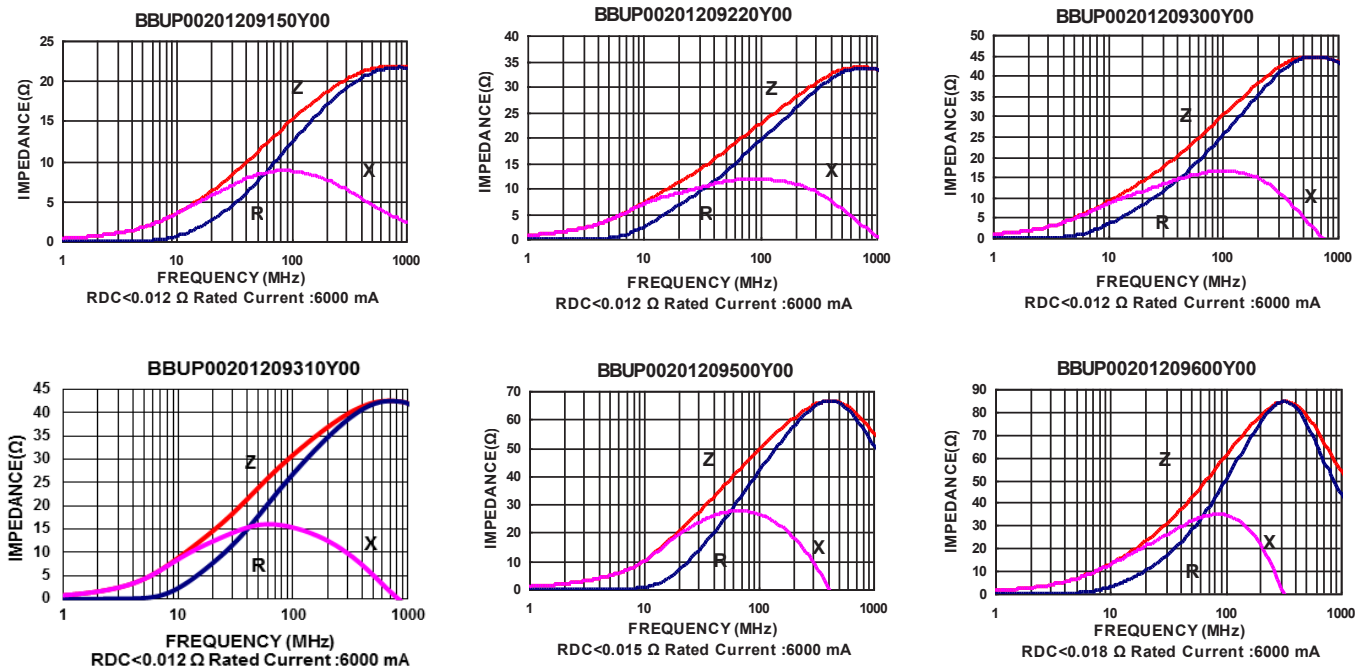 BBUP00201209150Y00
25
20
15
10
5
0
IMPEDANCE(Ω)
Z
X
R
1 10 100 1000
FREQUENCY (MHz)
RDC<0.012 Ω Rated Current :6000 mA
BBUP00201209220Y00
40
35
30
25
20
15
10
5
0
IMPEDANCE(Ω)
Z
X
R
1 10 100 1000
FREQUENCY (MHz)
RDC<0.012 Ω Rated Current :6000 mA
BBUP00201209300Y00
50
45
40
35
30
25
20
15
10
5
0
IMPEDANCE(Ω)
Z
X
R
1 10 100 1000
FREQUENCY (MHz)
RDC<0.012 Ω Rated Current :6000 mA
BBUP00201209310Y00
45
40
35
30
25
20
15
10
5
0
IMPEDANCE(Ω)
Z
X
R
1 10 100 1000
FREQUENCY (MHz)
RDC<0.012 Ω Rated Current :6000 mA
BBUP00201209500Y00
70
60
50
40
30
20
10
0
IMPEDANCE(Ω)
Z
X
R
1 10 100 1000
FREQUENCY (MHz)
RDC<0.015 Ω Rated Current :6000 mA
BBUP00201209600Y00
90
80
70
60
50
40
30
20
10
0
IMPEDANCE(Ω)
Z
X
R
1 10 100 1000
FREQUENCY (MHz)
RDC<0.018 Ω Rated Current :6000 mA